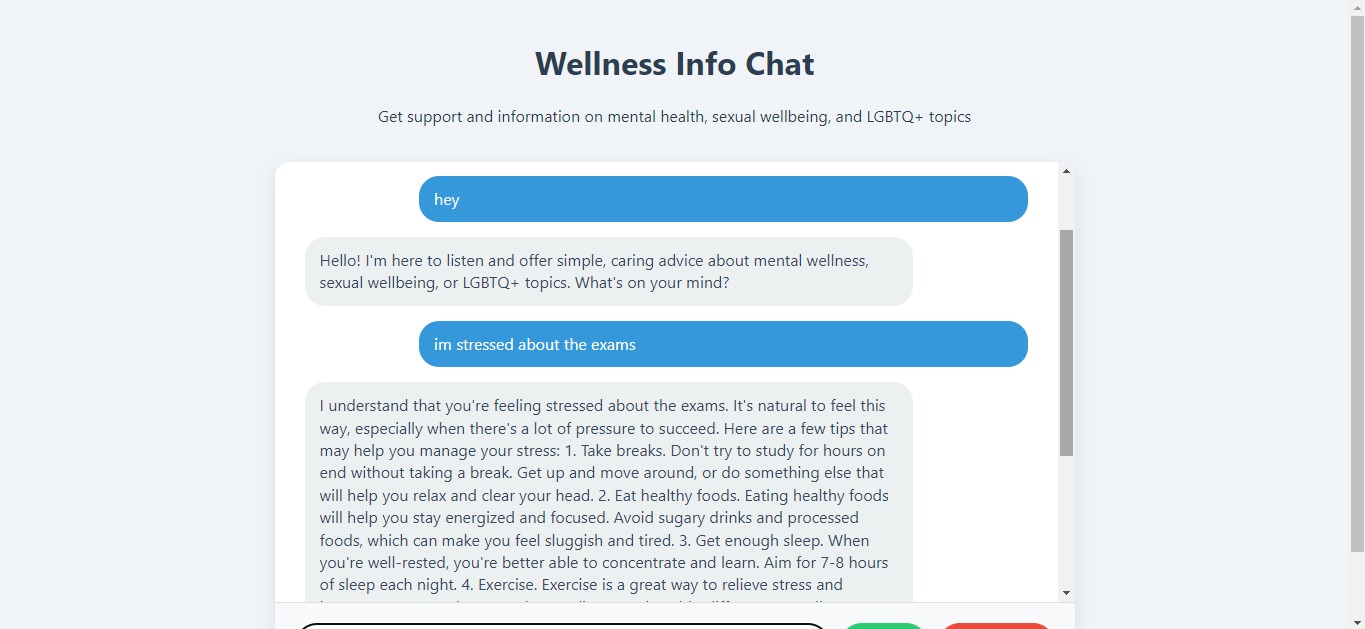 Wellness Info Chat
Get support and information on mental health, sexual wellbeing, and LGBTQ+ topics
hey
Hello! I'm here to listen and offer simple, caring advice about mental wellness,
sexual wellbeing, or LGBTQ+ topics. What's on your mind?
im stressed about the exams
I understand that you're feeling stressed about the exams. It's natural to feel this
way, especially when there's a lot of pressure to succeed. Here are a few tips that
may help you manage your stress: 1. Take breaks. Don't try to study for hours on
end without taking a break. Get up and move around, or do something else that
will help you relax and clear your head. 2. Eat healthy foods. Eating healthy foods
will help you stay energized and focused. Avoid sugary drinks and processed
foods, which can make you feel sluggish and tired. 3. Get enough sleep. When
you're well-rested, you're better able to concentrate and learn. Aim for 7-8 hours
of sleep each night. 4. Exercise. Exercise is a great way to relieve stress and